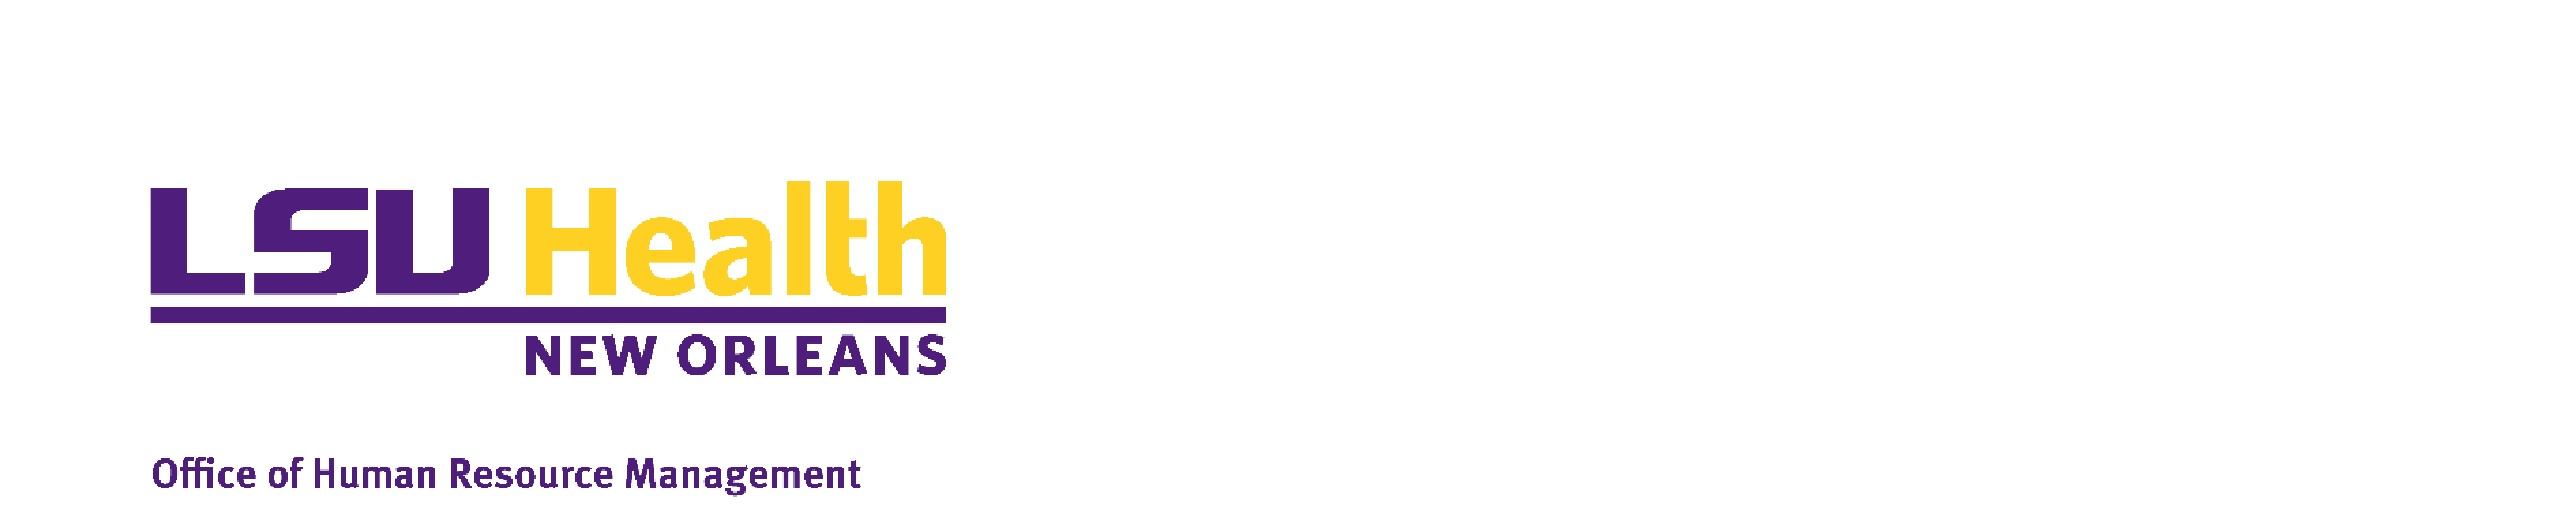 LSU Health
NEW ORLEANS
Office of Human Resource Management